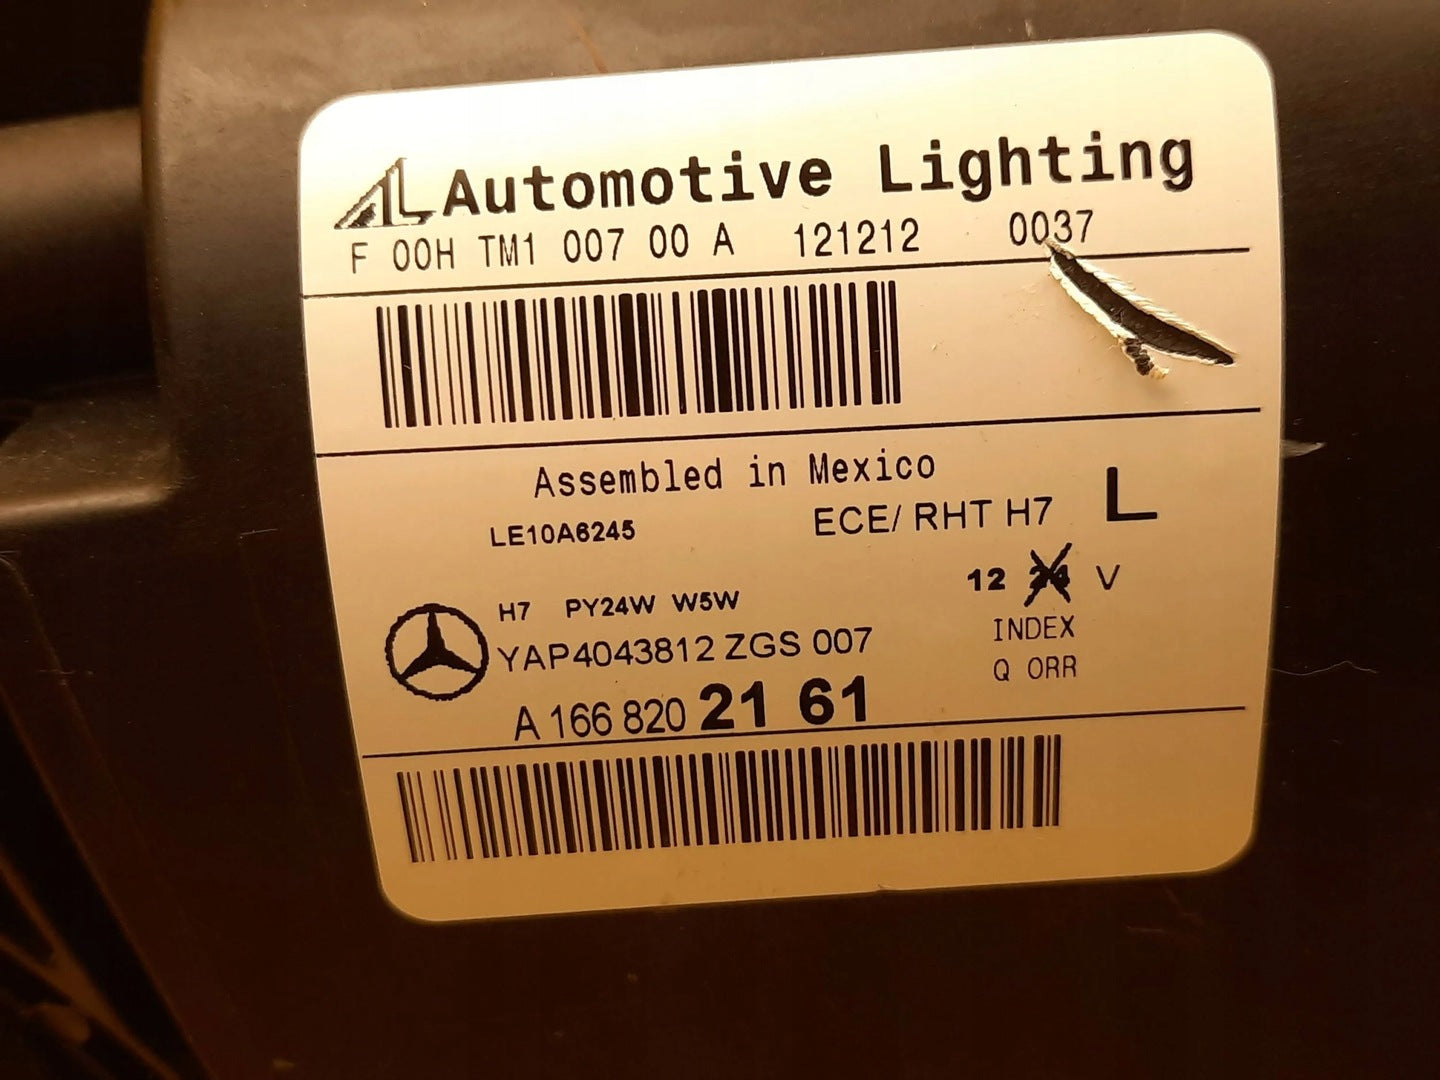 AL Automotive Lighting
F 00H TM1 007 00 A 121212 0037
Assembled in Mexico
LE10A6245
ECE/ RHT H7 L
12 24 V
H7 PY24W W5W
INDEX
YAP4043812 ZGS 007
Q ORR
A 166 820 21 61